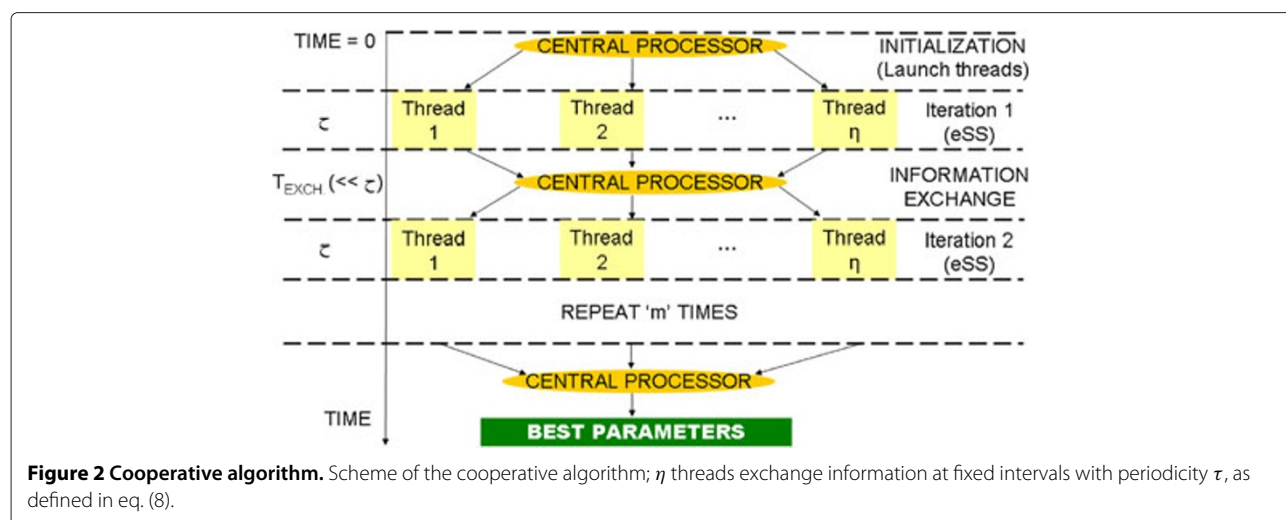 TIME = 0
CENTRAL PROCESSOR
INITIALIZATION
(Launch threads)
τ
Thread
1
Thread
2
...
Thread
η
Iteration 1
(eSS)
T_EXCH. (<< τ)
CENTRAL PROCESSOR
INFORMATION
EXCHANGE
τ
Thread
1
Thread
2
...
Thread
η
Iteration 2
(eSS)
REPEAT 'm' TIMES
CENTRAL PROCESSOR
TIME
BEST PARAMETERS
Figure 2 Cooperative algorithm. Scheme of the cooperative algorithm; η threads exchange information at fixed intervals with periodicity τ, as
defined in eq. (8).